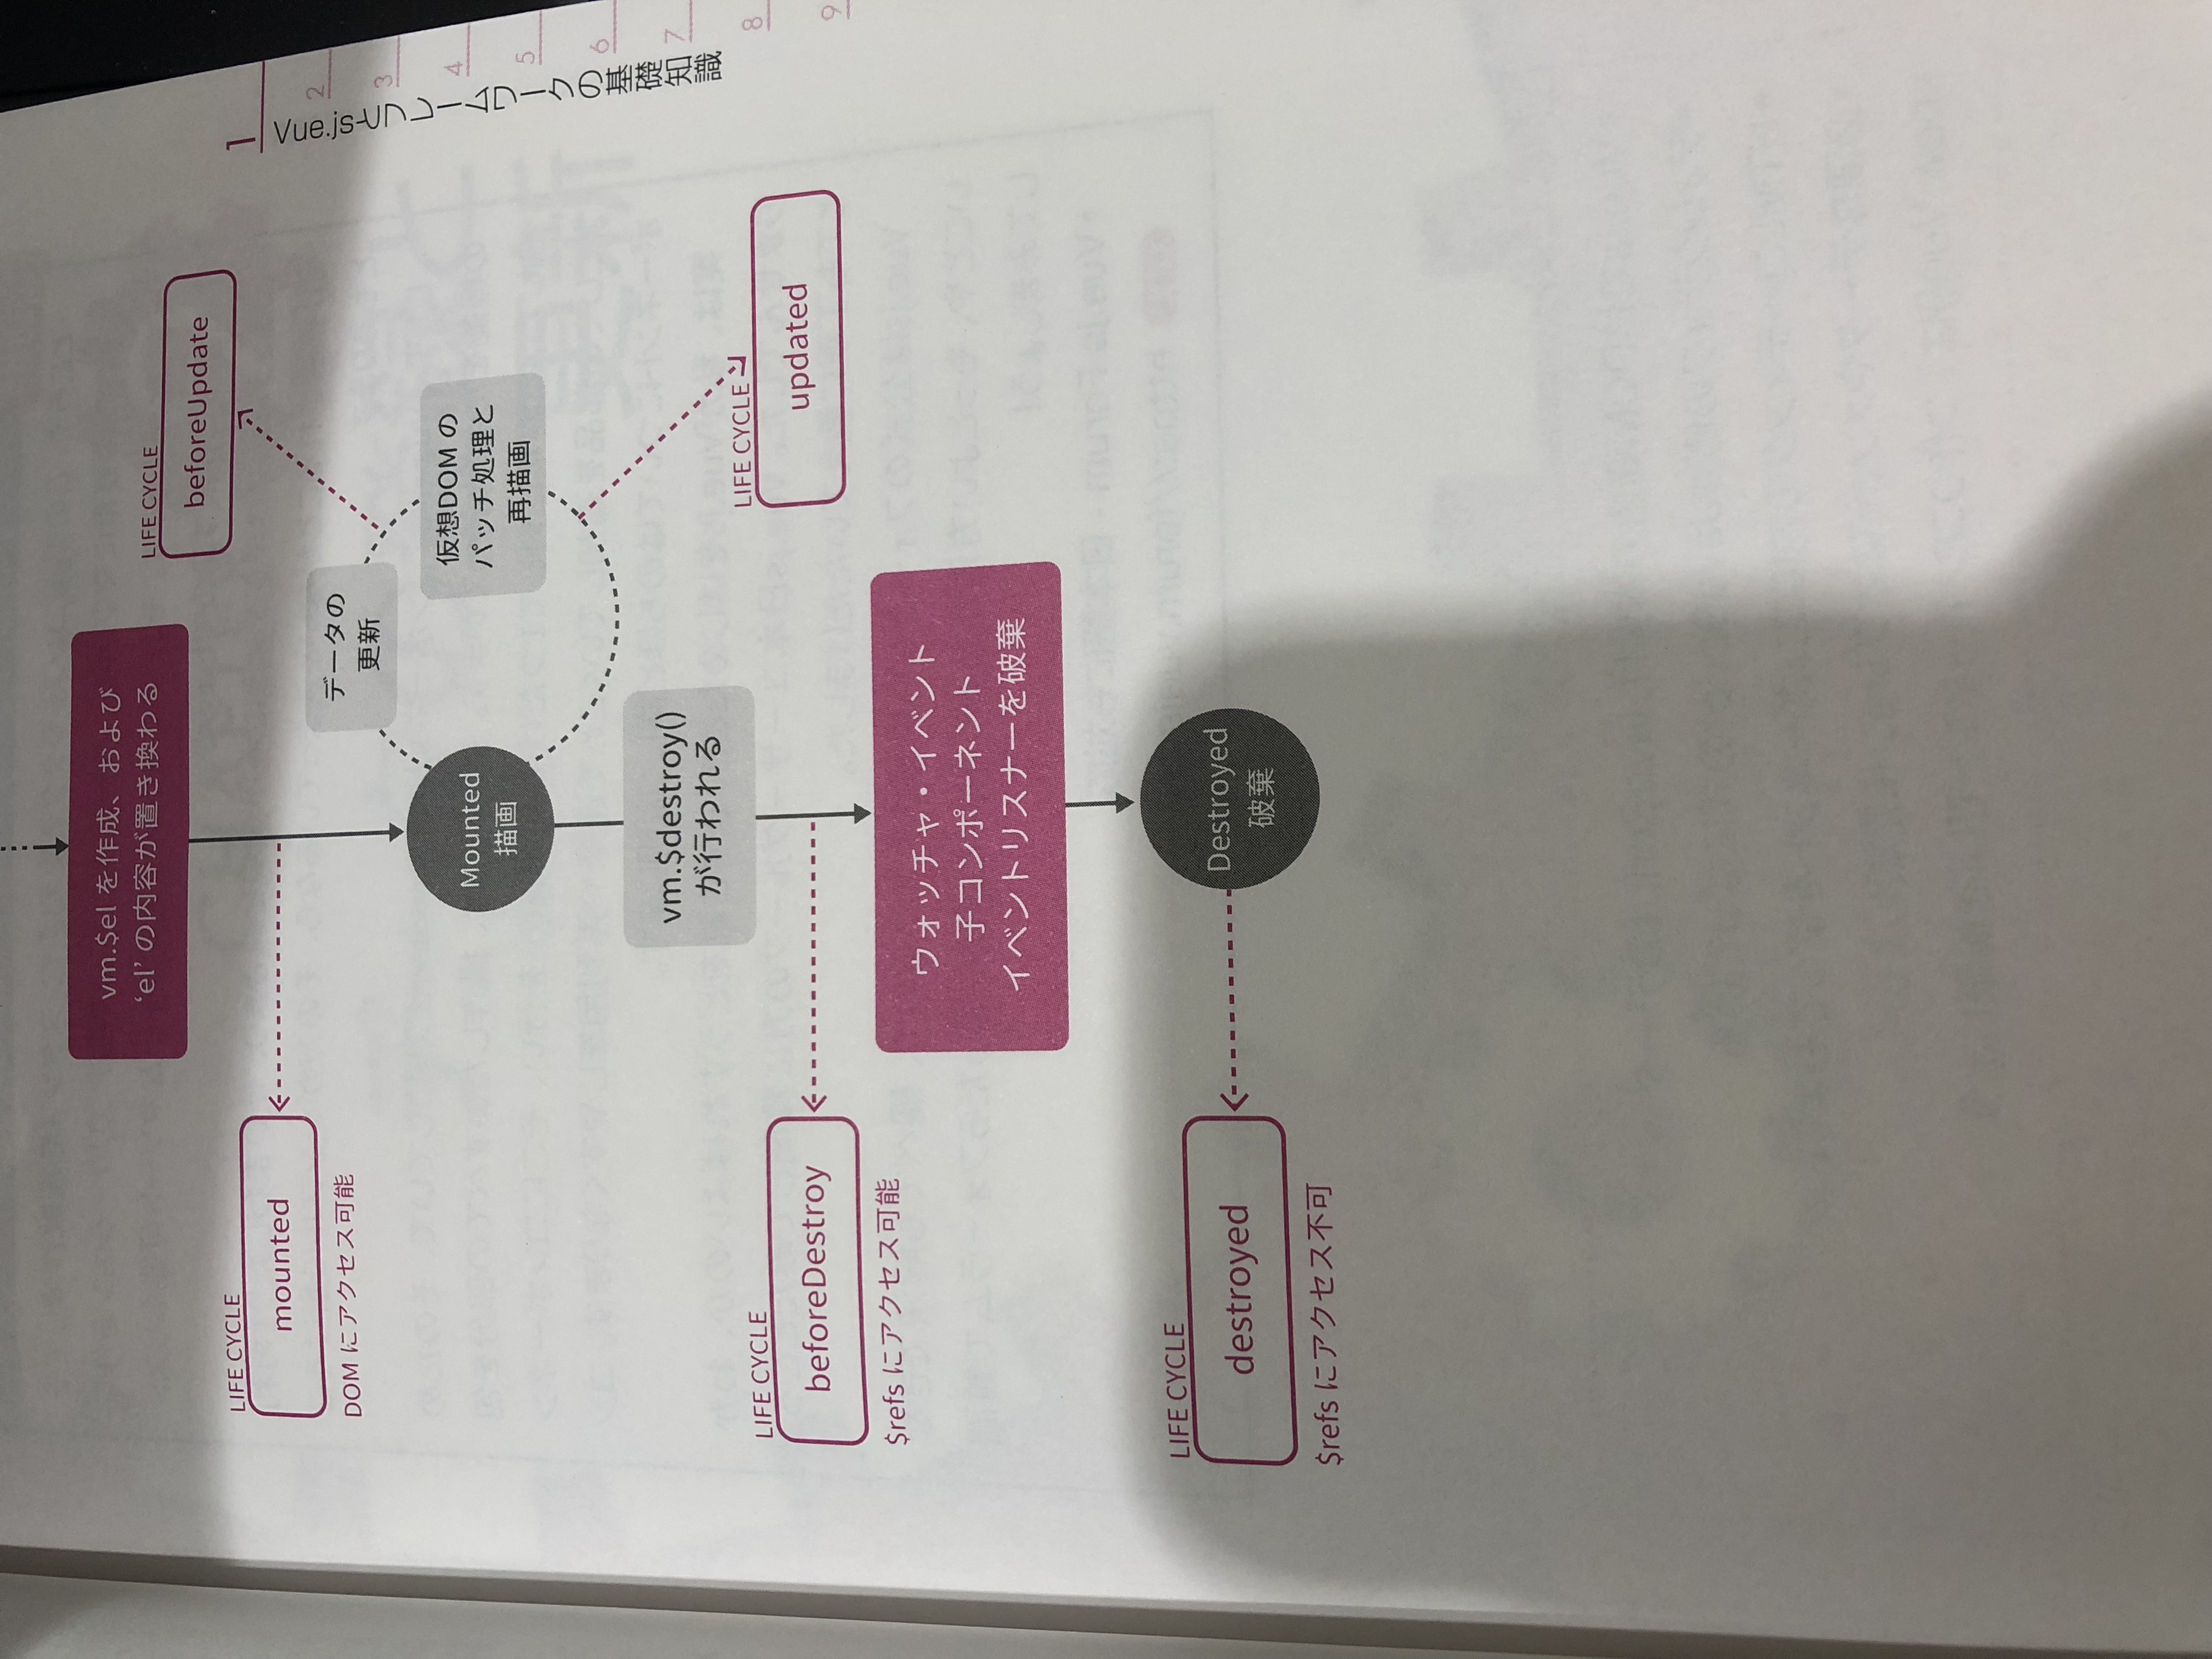 vm.$el を作成、および
‘el’ の内容が置き換わる
LIFE CYCLE
beforeUpdate
LIFE CYCLE
mounted
DOM にアクセス可能
データの
更新
仮想DOM の
パッチ処理と
再描画
Mounted
描画
vm.$destroy()
が行われる
LIFE CYCLE
updated
LIFE CYCLE
beforeDestroy
$refs にアクセス可能
ウォッチャ・イベント
子コンポーネント
イベントリスナーを破棄
LIFE CYCLE
destroyed
$refs にアクセス不可
Destroyed
破棄
1
Vue.jsとフレームワークの基礎知識
2
3
4
5
6
7
8
9